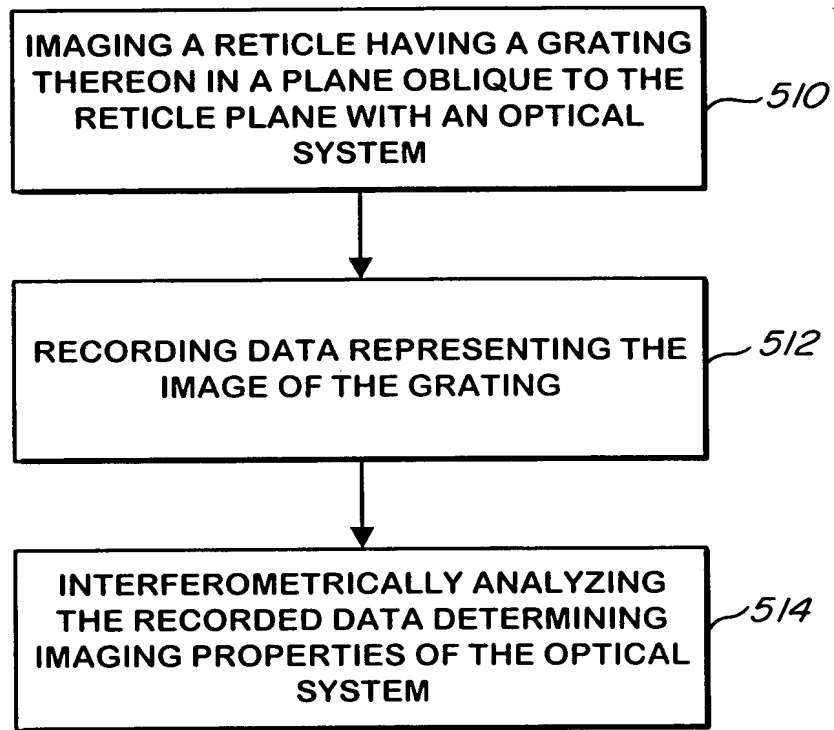 IMAGING A RETICLE HAVING A GRATING
THEREON IN A PLANE OBLIQUE TO THE
RETICLE PLANE WITH AN OPTICAL
SYSTEM
510
RECORDING DATA REPRESENTING THE
IMAGE OF THE GRATING
512
INTERFEROMETRICALLY ANALYZING
THE RECORDED DATA DETERMINING
IMAGING PROPERTIES OF THE OPTICAL
SYSTEM
514